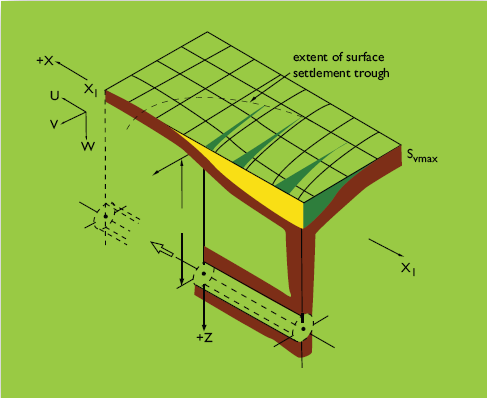 extent of surface
settlement trough
+X
X1
U
V
W
Svmax
X1
+Z